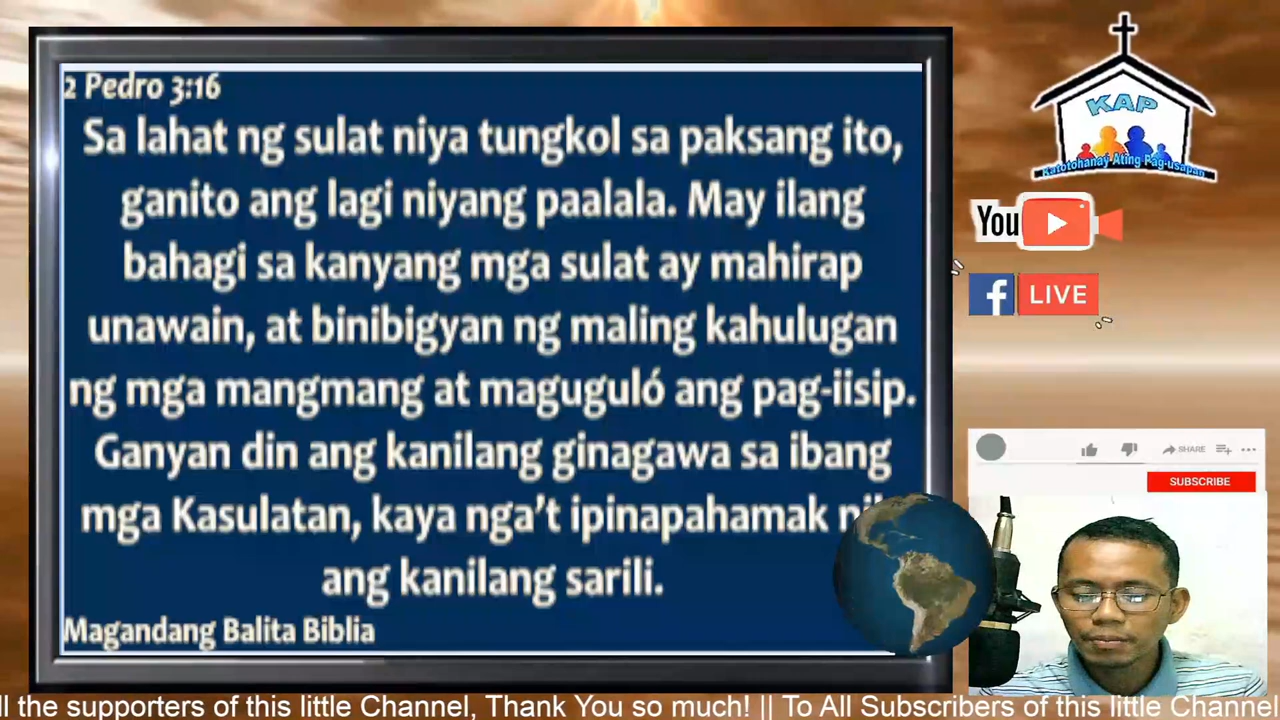 2 Pedro 3:16
Sa lahat ng sulat niya tungkol sa paksang ito,
ganito ang lagi niyang paalala. May ilang
bahagi sa kanyang mga sulat ay mahirap
unawain, at binibigyan ng maling kahulugan
ng mga mangmang at maguguló ang pag-iisip.
Ganyan din ang kanilang ginagawa sa ibang
mga Kasulatan, kaya nga’t ipinapahamak
ang kanilang sarili.
Magandang Balita Biblia
KAP
Katotohanay Ating Pag-usapan
You
f LIVE
SHARE
SUBSCRIBE
ll the supporters of this little Channel, Thank You so much! || To All Subscribers of this little Channel